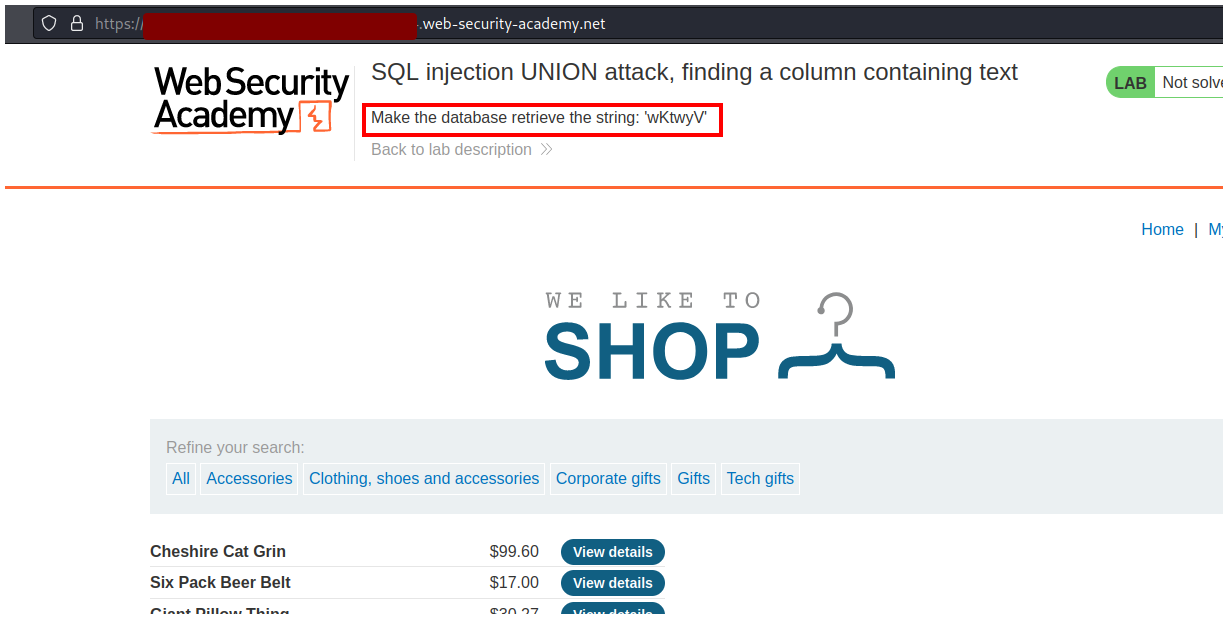 https:/
.web-security-academy.net
Web Security
Academy
SQL injection UNION attack, finding a column containing text
Make the database retrieve the string: 'wKtwyV'
Back to lab description
LAB Not solve
Home | My
WE LIKE TO
SHOP
Refine your search:
All Accessories Clothing, shoes and accessories Corporate gifts Gifts Tech gifts
Cheshire Cat Grin $99.60 View details
Six Pack Beer Belt $17.00 View details
Giant Pillow Thing $30.27 View details